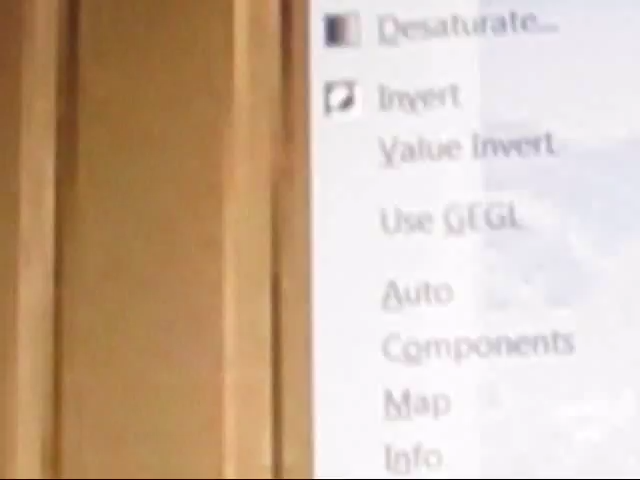 Desaturate...
Invert
Value Invert
Use GEGL
Auto
Components
Map
Info